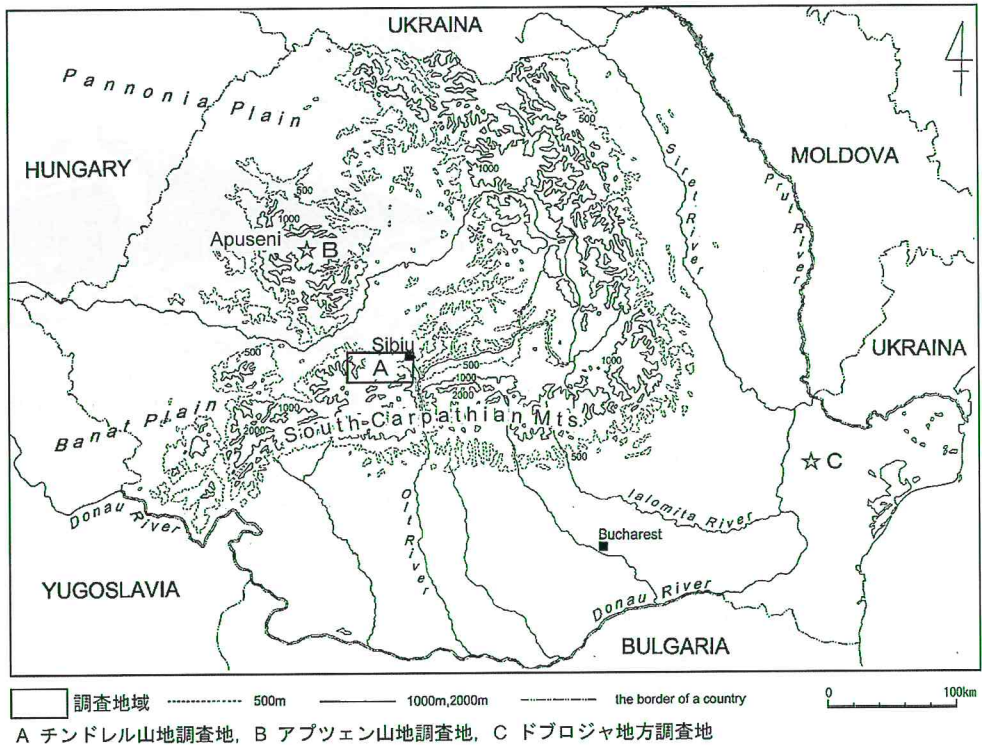 UKRAINA
Pannonia Plain
HUNGARY
MOLDOVA
500
1000
Siret River
Prut River
500
1000
Apuseni
B
Sibiu
A
500
1000
2000
1000
UKRAINA
500
1000
2000
Banat Plain
South-Carpathian Mts.
500
C
Donau River
Olt River
Ialomita River
Bucharest
YUGOSLAVIA
Donau River
BULGARIA
調査地域 500m 1000m,2000m the border of a country 0 100km
A チンドレル山地調査地, B アプツェン山地調査地, C ドブロジャ地方調査地